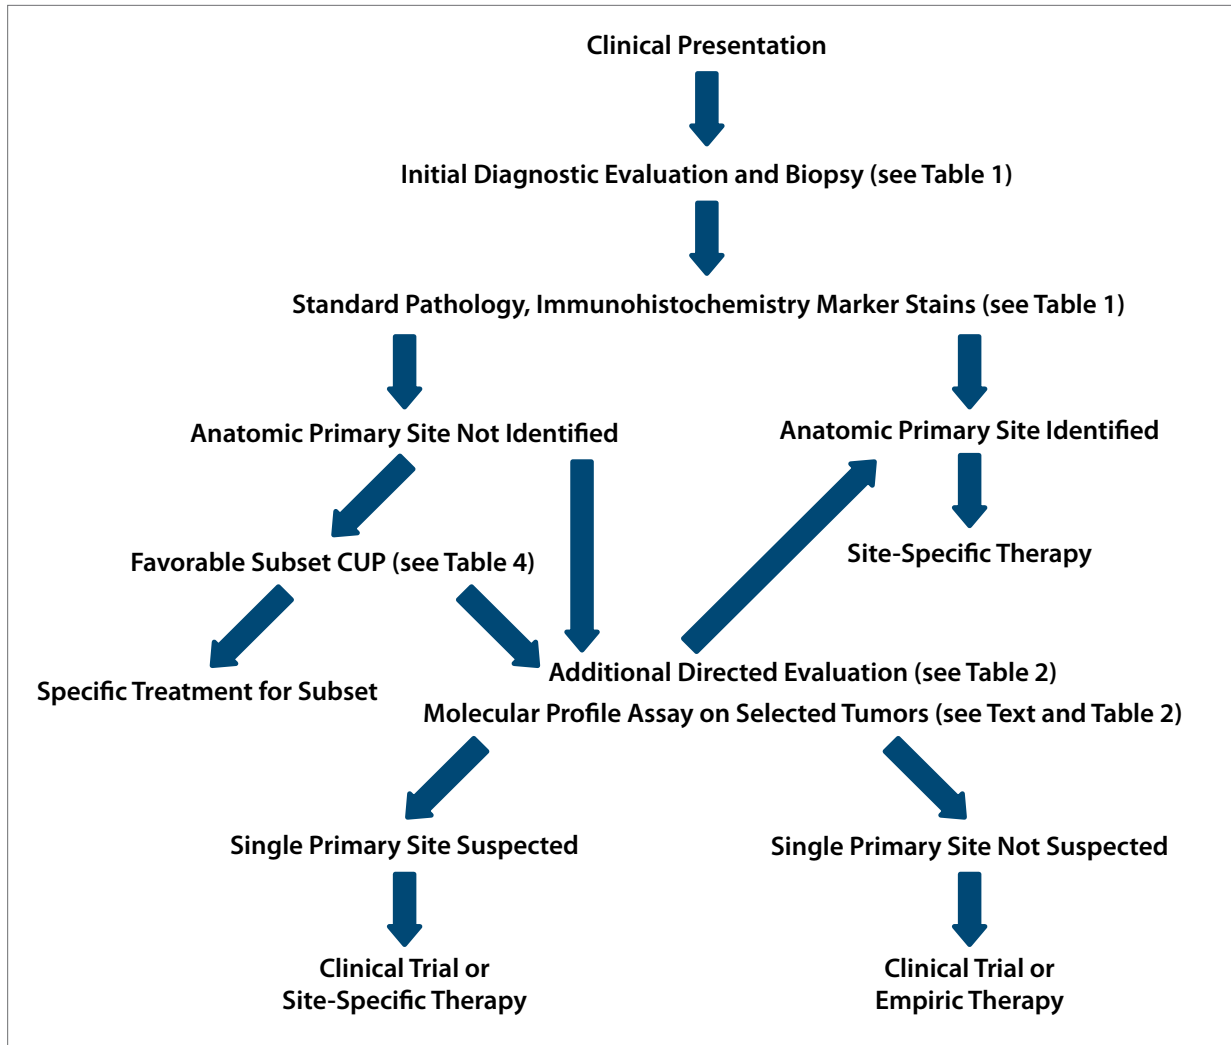 Clinical Presentation
Initial Diagnostic Evaluation and Biopsy (see Table 1)
Standard Pathology, Immunohistochemistry Marker Stains (see Table 1)
Anatomic Primary Site Not Identified
Anatomic Primary Site Identified
Favorable Subset CUP (see Table 4)
Site-Specific Therapy
Specific Treatment for Subset
Additional Directed Evaluation (see Table 2)
Molecular Profile Assay on Selected Tumors (see Text and Table 2)
Single Primary Site Suspected
Single Primary Site Not Suspected
Clinical Trial or
Site-Specific Therapy
Clinical Trial or
Empiric Therapy